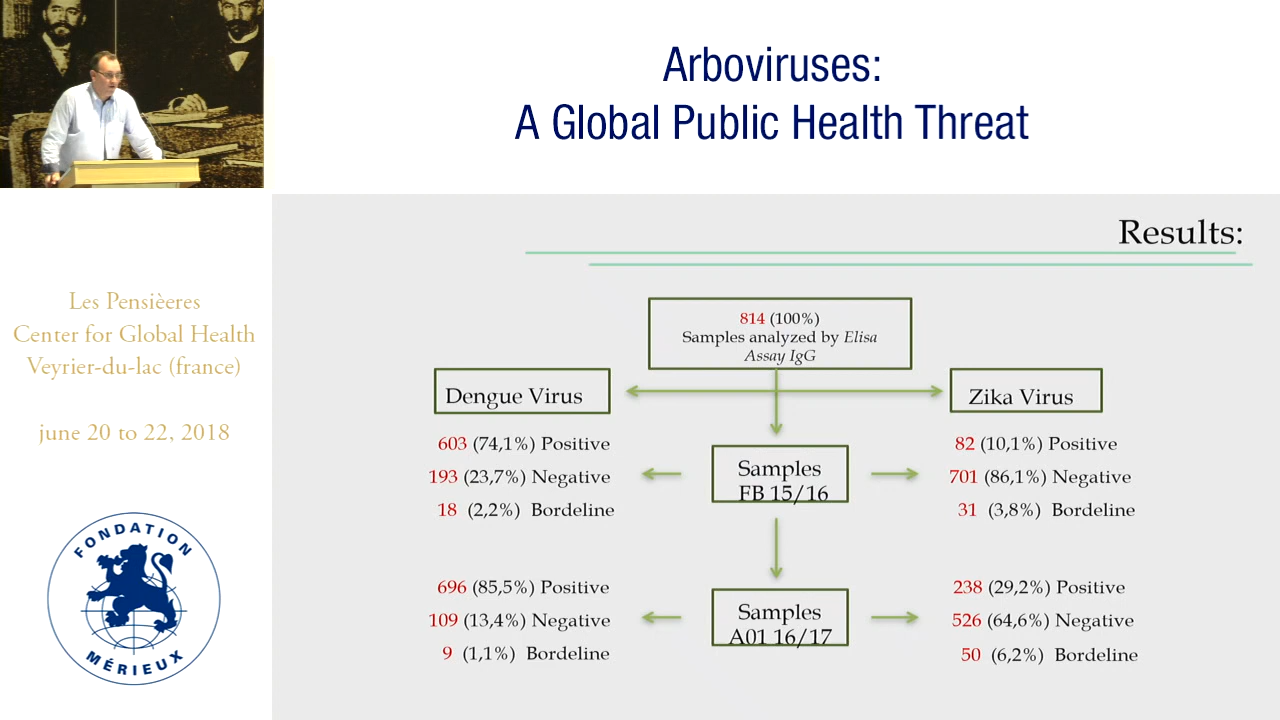 Arboviruses:
A Global Public Health Threat
Les Pensièeres
Center for Global Health
Veyrier-du-lac (france)
june 20 to 22, 2018
FONDATION
MÉRIEUX
Results:
814 (100%)
Samples analyzed by Elisa
Assay IgG
Dengue Virus
Zika Virus
603 (74,1%) Positive
193 (23,7%) Negative
18 (2,2%) Bordeline
Samples
FB 15/16
82 (10,1%) Positive
701 (86,1%) Negative
31 (3,8%) Bordeline
696 (85,5%) Positive
109 (13,4%) Negative
9 (1,1%) Bordeline
Samples
A01 16/17
238 (29,2%) Positive
526 (64,6%) Negative
50 (6,2%) Bordeline